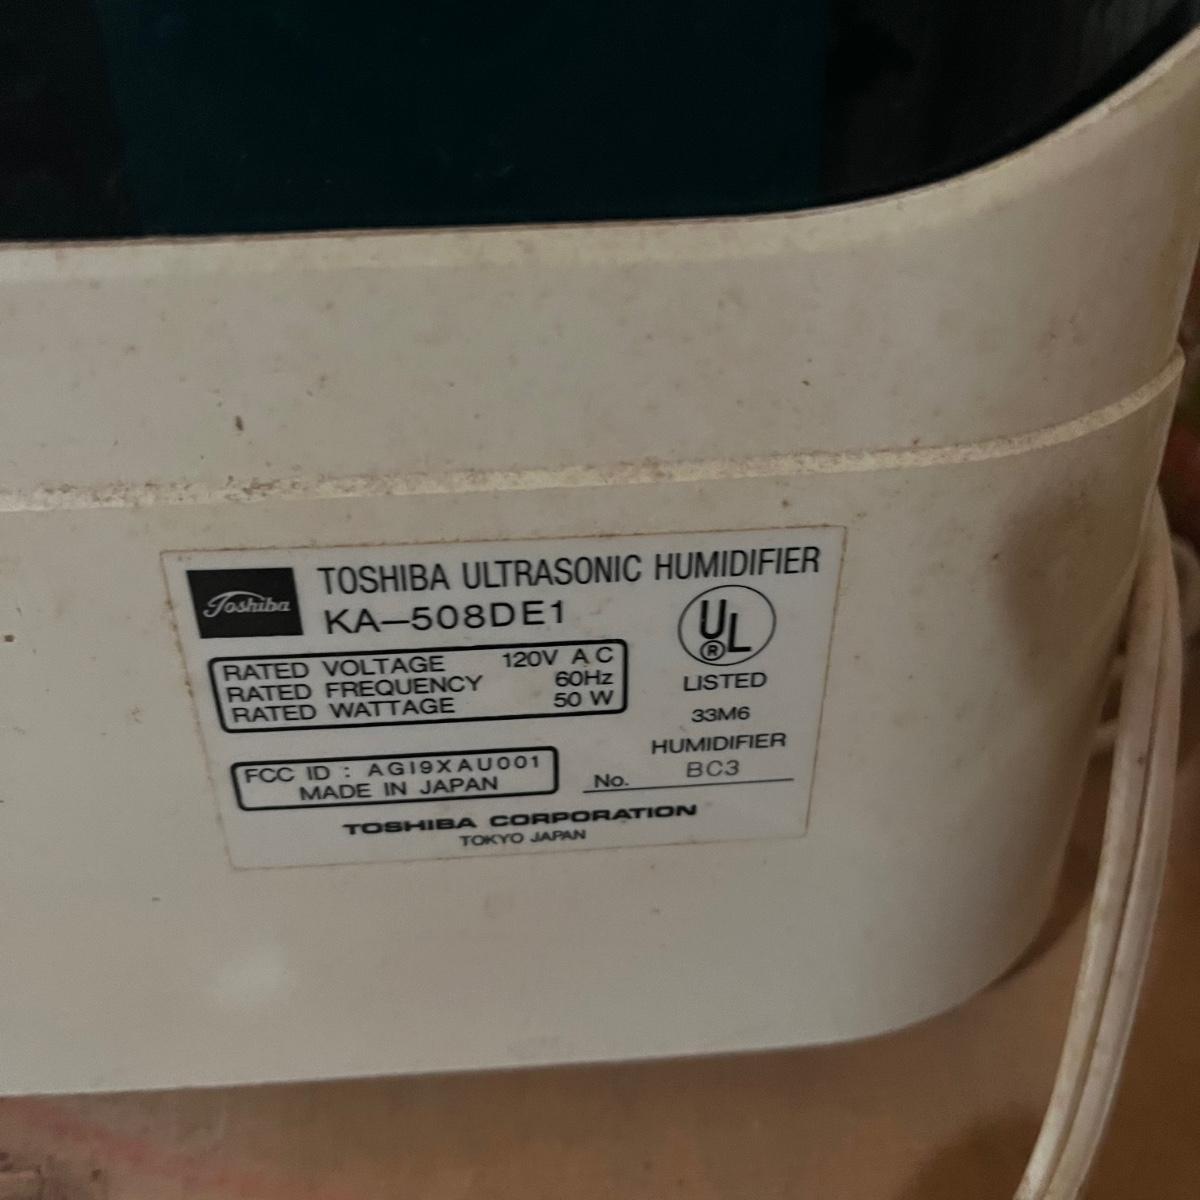 Toshiba
TOSHIBA ULTRASONIC HUMIDIFIER
KA-508DE1
RATED VOLTAGE 120V AC
RATED FREQUENCY 60Hz
RATED WATTAGE 50 W
FCC ID : AGI9XAU001
MADE IN JAPAN
UL
®
LISTED
33M6
HUMIDIFIER
No. BC3
TOSHIBA CORPORATION
TOKYO JAPAN